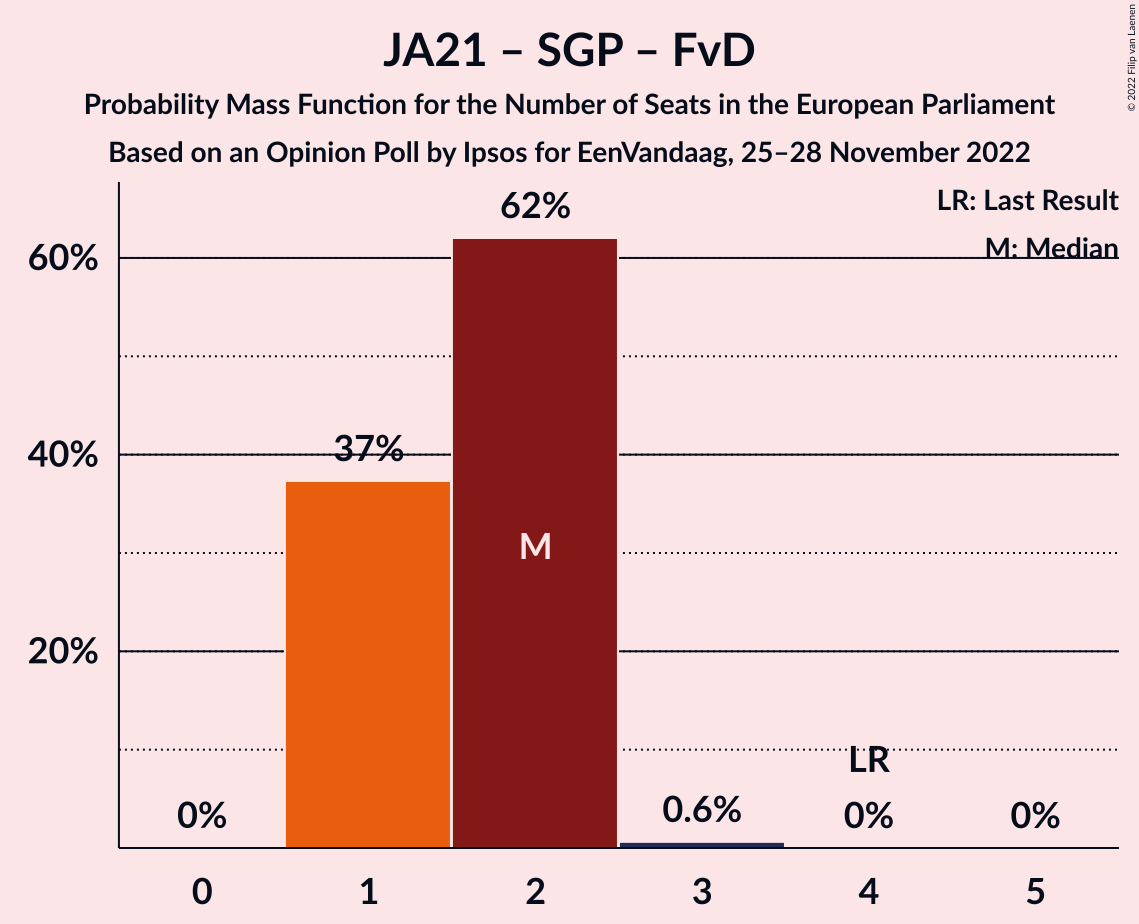 JA21 – SGP – FvD
Probability Mass Function for the Number of Seats in the European Parliament
Based on an Opinion Poll by Ipsos for EenVandaag, 25–28 November 2022
© 2022 Filip van Laenen
LR: Last Result
M: Median
62%
60%
40%
37%
M
20%
LR
0%
0.6%
0%
0%
0 1 2 3 4 5